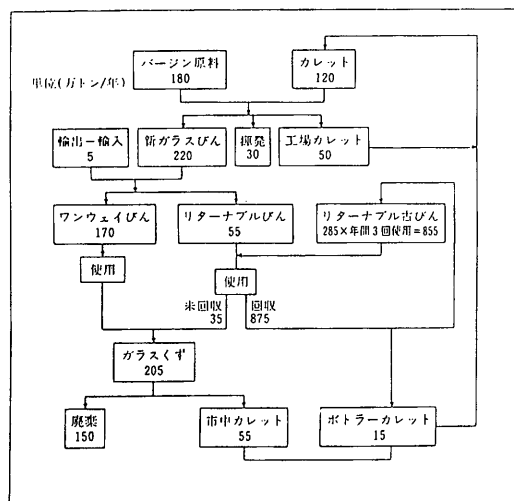 バージン原料
180
カレット
120
単位(万トン/年)
輸出ー輸入
5
新ガラスびん
220
揮発
30
工場カレット
50
ワンウェイびん
170
リターナブルびん
55
リターナブル古びん
285×年間3回使用=855
使用
使用
未回収
35
回収
875
ガラスくず
205
廃棄
150
市中カレット
55
ボトラーカレット
15